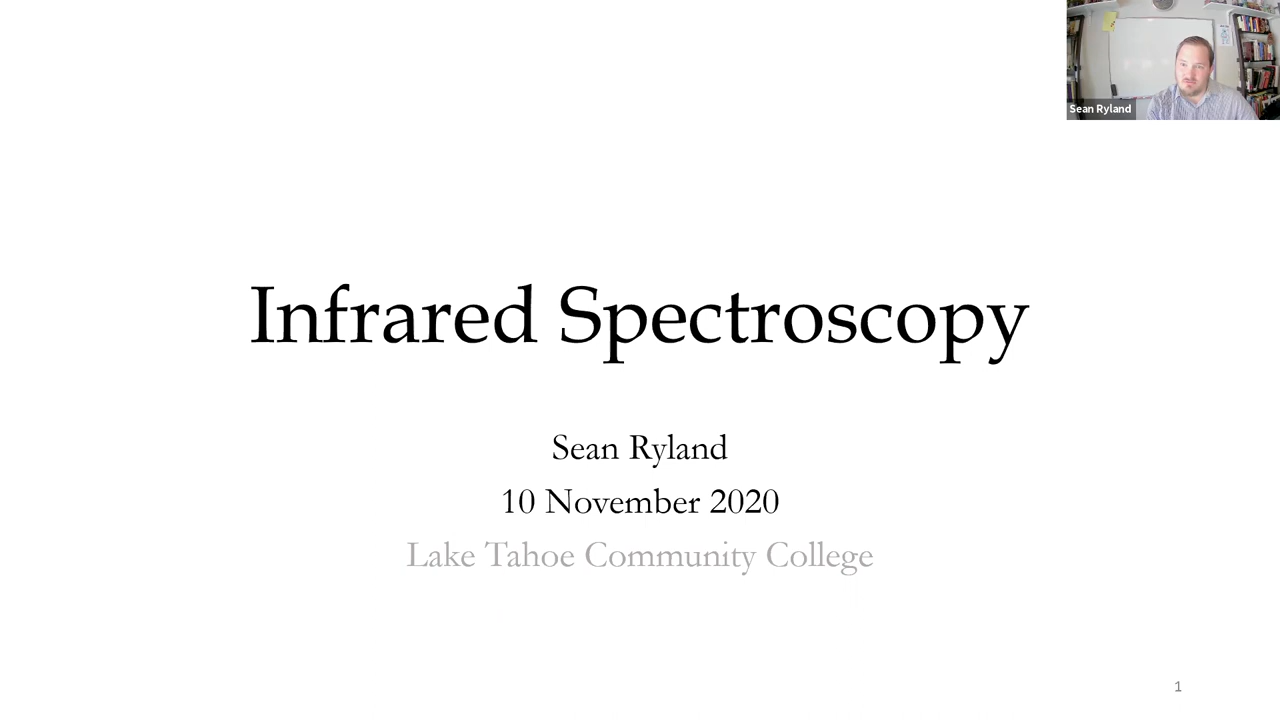 Sean Ryland
Infrared Spectroscopy
Sean Ryland
10 November 2020
Lake Tahoe Community College
1